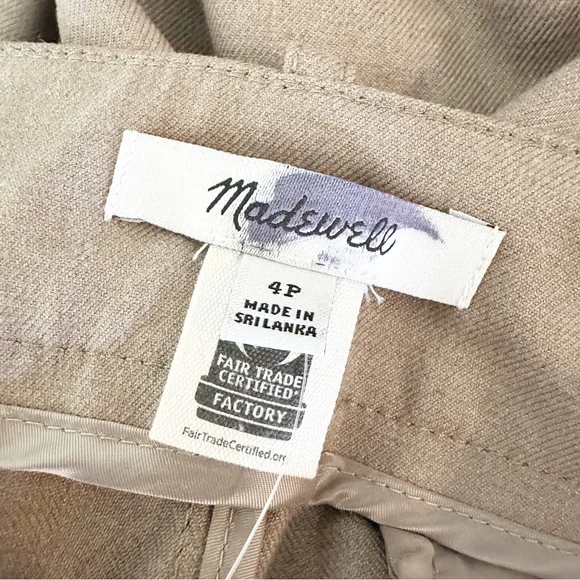 Madewell
4P
MADE IN
SRI LANKA
FAIR TRADE
CERTIFIED
FACTORY
FairTradeCertified.org